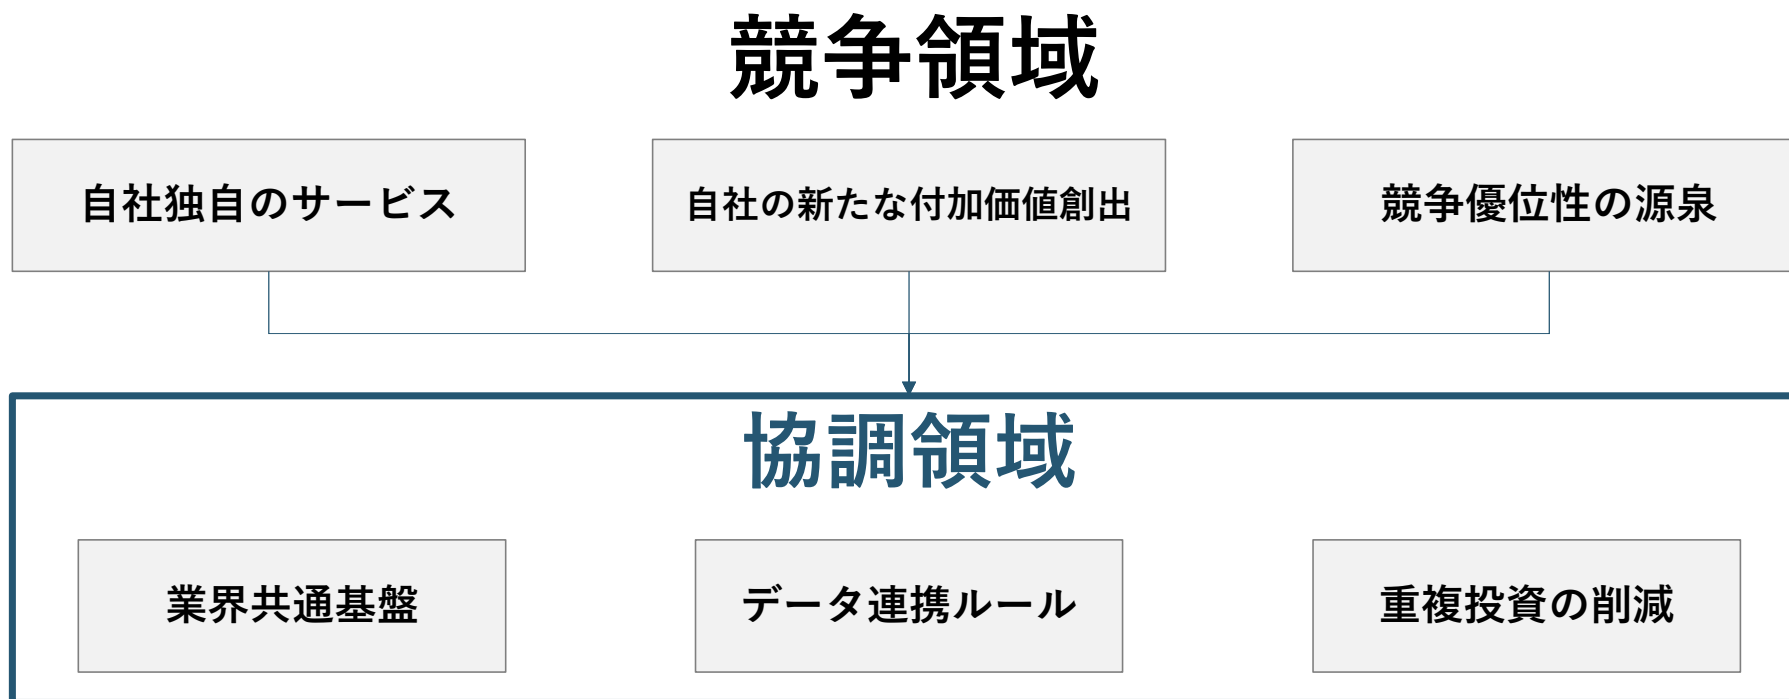 競争領域
自社独自のサービス
自社の新たな付加価値創出
競争優位性の源泉
協調領域
業界共通基盤
データ連携ルール
重複投資の削減